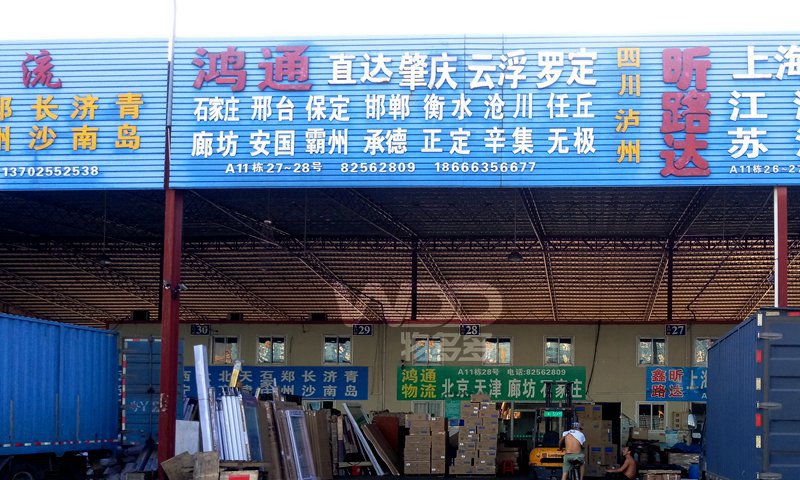 流
郑长济青
州沙南岛
13702552538
鸿通 直达 肇庆 云浮 罗定
石家庄 邢台 保定 邯郸 衡水 沧川 任丘
廊坊 安国 霸州 承德 正定 辛集 无极
A11栋27~28号 82562809 18666356677
四川泸州
昕路达
上海
江
苏
A11栋26~27
30
29
28
27
WDD
物多多
郑长济青
州沙南岛
石
鸿通
物流
A11栋28号 电话:82562809
北京 天津 廊坊 石家庄
鑫昕
路达
上海